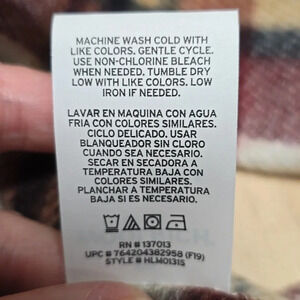 MACHINE WASH COLD WITH
LIKE COLORS. GENTLE CYCLE.
USE NON-CHLORINE BLEACH
WHEN NEEDED. TUMBLE DRY
LOW WITH LIKE COLORS. LOW
IRON IF NEEDED.
LAVAR EN MAQUINA CON AGUA
FRIA CON COLORES SIMILARES.
CICLO DELICADO. USAR
BLANQUEADOR SIN CLORO
CUANDO SEA NECESARIO.
SECAR EN SECADORA A
TEMPERATURA BAJA CON
COLORES SIMILARES.
PLANCHAR A TEMPERATURA
BAJA SI ES NECESARIO.
RN # 137013
UPC # 764204382958 (F19)
STYLE # HLM01315